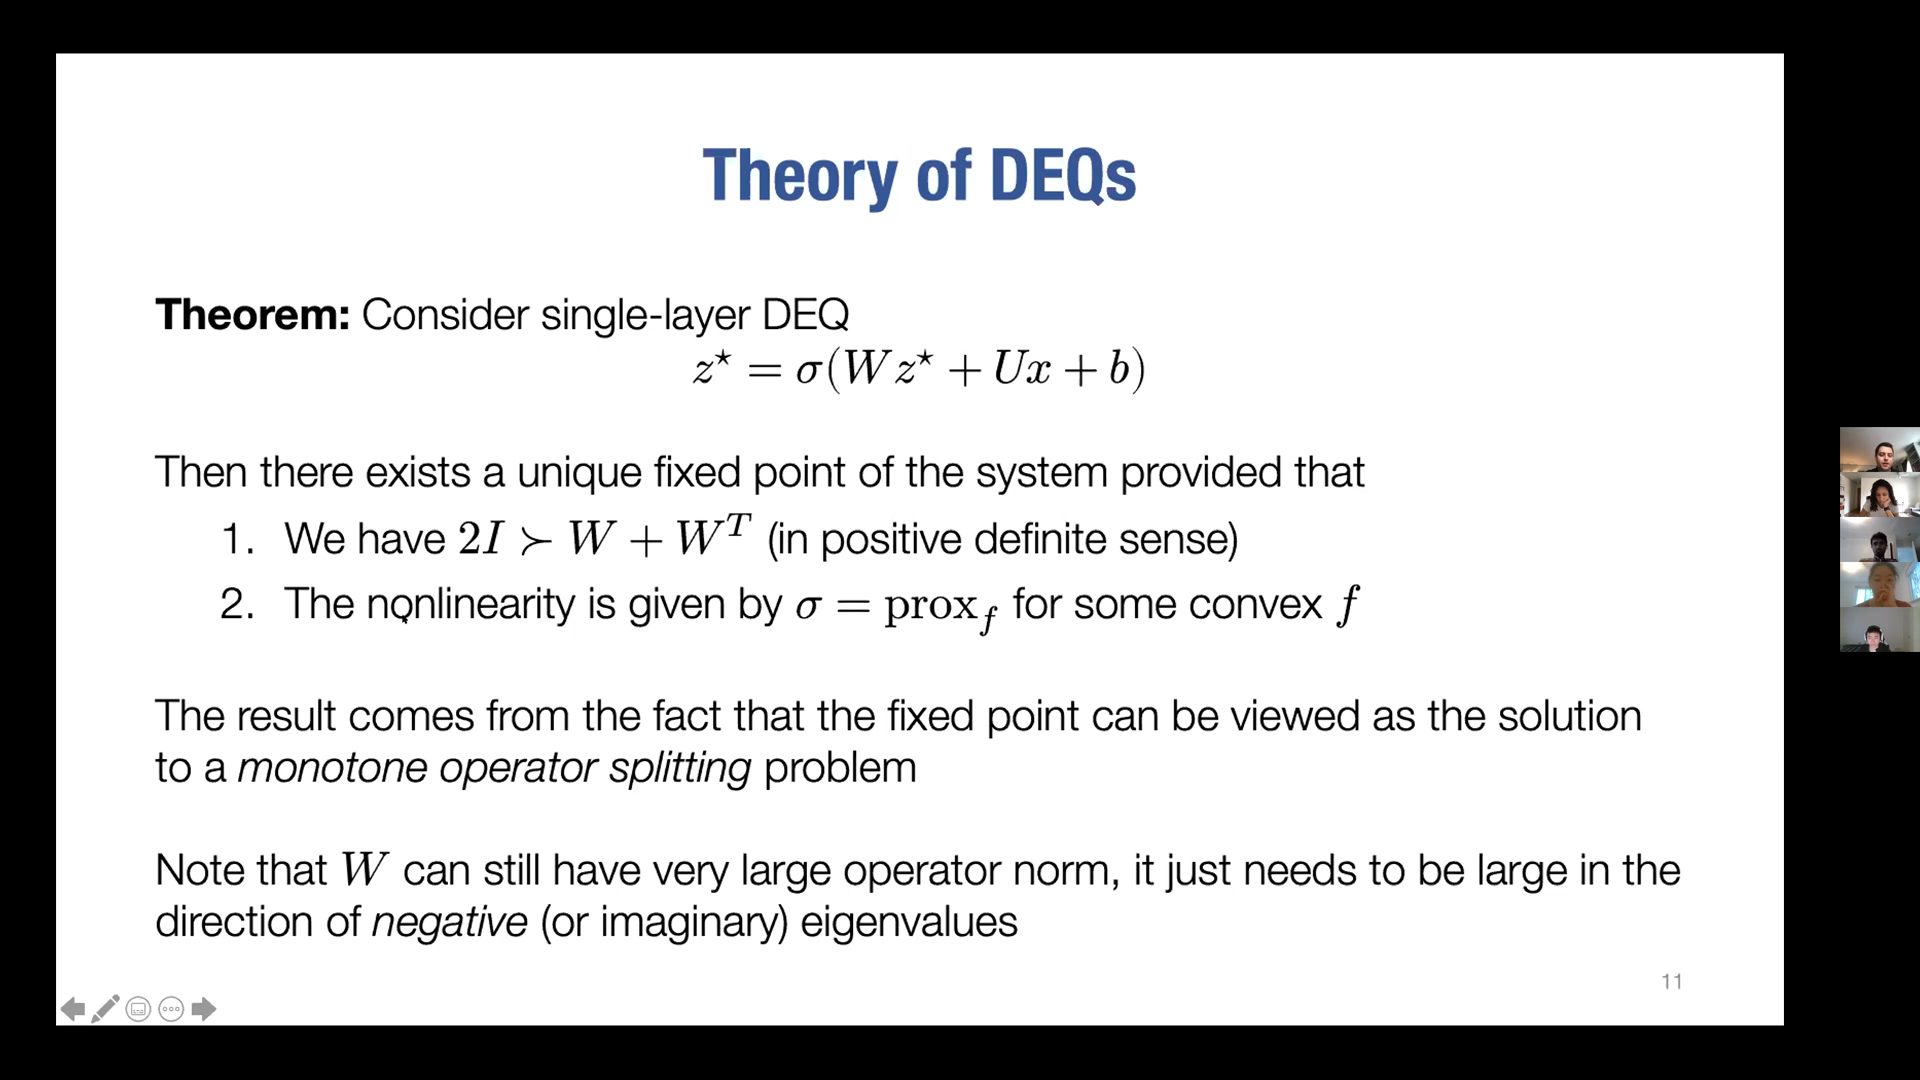 Theory of DEQs
Theorem: Consider single-layer DEQ
z⋆ = σ(Wz⋆ + Ux + b)
Then there exists a unique fixed point of the system provided that
1. We have 2I ≻ W + Wᵀ (in positive definite sense)
2. The nonlinearity is given by σ = prox_f for some convex f
The result comes from the fact that the fixed point can be viewed as the solution
to a monotone operator splitting problem
Note that W can still have very large operator norm, it just needs to be large in the
direction of negative (or imaginary) eigenvalues
11